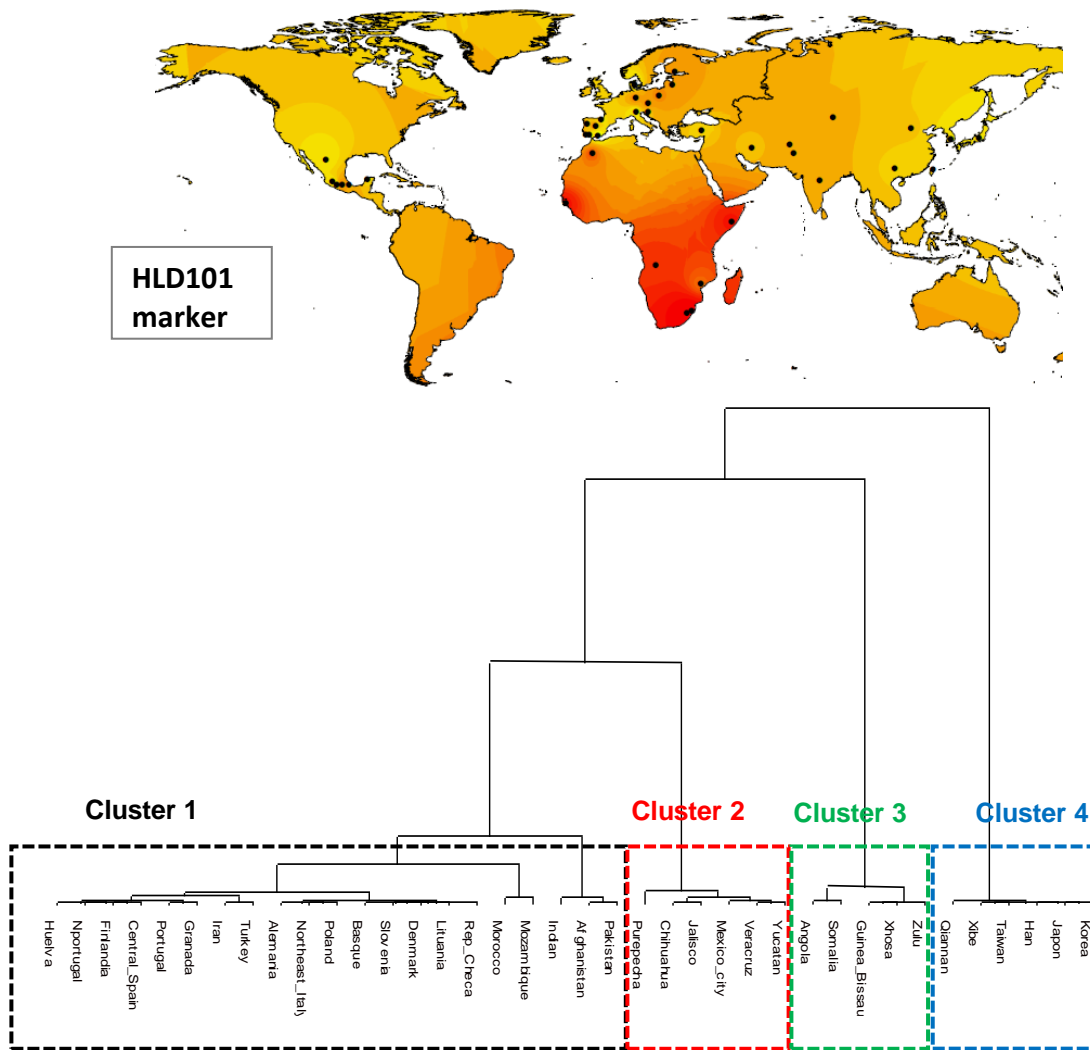 HLD101
marker
Cluster 1
Cluster 2
Cluster 3
Cluster 4
Huelva
Nportugal
Finlandia
Central_Spain
Portugal
Granada
Iran
Turkey
Alemania
Northeast_Italy
Poland
Basque
Slovenia
Denmark
Lituania
Rep_Checa
Morocco
Mozambique
Indian
Afghanistan
Pakistan
Purepecha
Chihuahua
Jalisco
Mexico_city
Veracruz
Yucatan
Angola
Somalia
Guinea_Bissau
Xhosa
Zulu
Qiannan
Xibe
Taiwan
Han
Japon
Korea